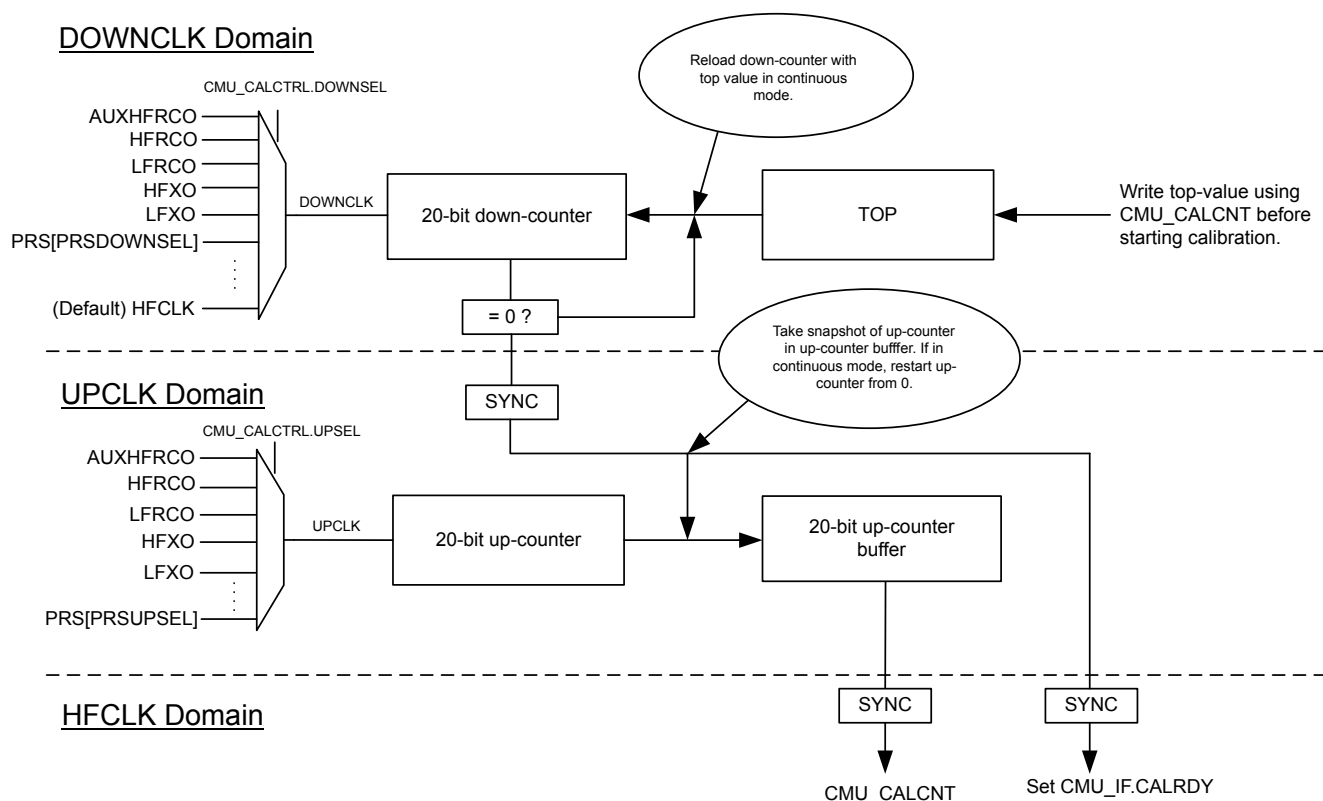 DOWNCLK Domain
Reload down-counter with
top value in continuous
mode.
CMU_CALCTRL.DOWNSEL
AUXHFRCO
HFRCO
LFRCO
HFXO
LFXO
PRS[PRSDOWNSEL]
(Default) HFCLK
DOWNCLK
20-bit down-counter
TOP
Write top-value using
CMU_CALCNT before
starting calibration.
= 0 ?
Take snapshot of up-counter
in up-counter bufffer. If in
continuous mode, restart up-
counter from 0.
UPCLK Domain
SYNC
CMU_CALCTRL.UPSEL
AUXHFRCO
HFRCO
LFRCO
HFXO
LFXO
PRS[PRSUPSEL]
UPCLK
20-bit up-counter
20-bit up-counter
buffer
HFCLK Domain
SYNC
SYNC
CMU_CALCNT
Set CMU_IF.CALRDY